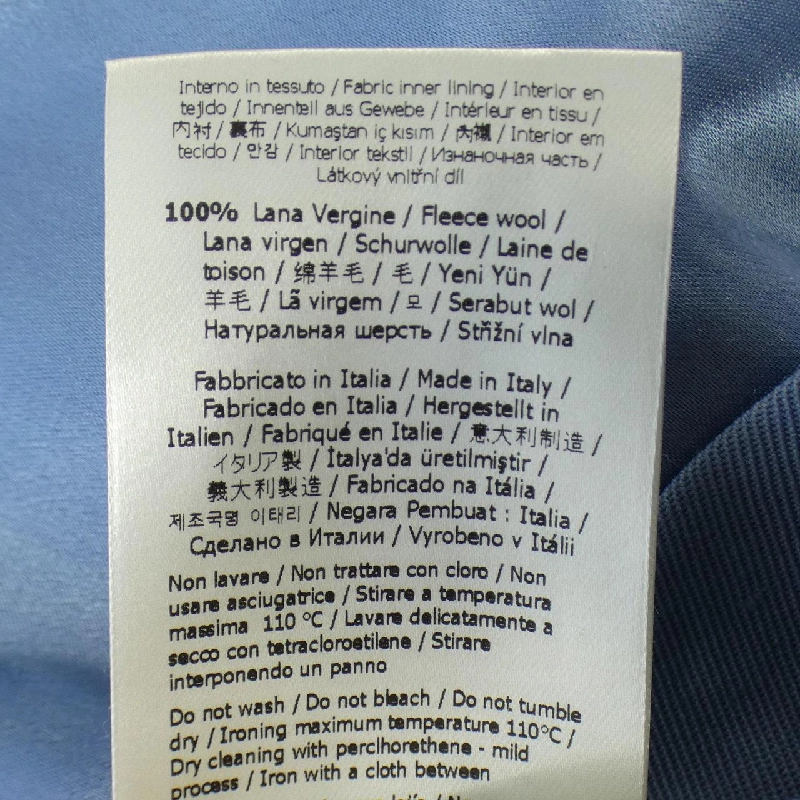 Interno in tessuto / Fabric inner lining / Interior en
tejido / Innenteil aus Gewebe / Intérieur en tissu /
内衬 / 裏布 / Kumaştan iç kısım / 內襯 / Interior em
tecido / 안감 / Interior tekstil / Изнаночная часть /
Látkový vnitřní díl
100% Lana Vergine / Fleece wool /
Lana virgen / Schurwolle / Laine de
toison / 绵羊毛 / 毛 / Yeni Yün /
羊毛 / Lã virgem / 모 / Serabut wol /
Натуральная шерсть / Střižní vlna
Fabbricato in Italia / Made in Italy /
Fabricado en Italia / Hergestellt in
Italien / Fabriqué en Italie / 意大利制造 /
イタリア製 / İtalya'da üretilmiştir /
義大利製造 / Fabricado na Itália /
제조국명 이태리 / Negara Pembuat : Italia /
Сделано в Италии / Vyrobeno v Itálii
Non lavare / Non trattare con cloro / Non
usare asciugatrice / Stirare a temperatura
massima 110 °C / Lavare delicatamente a
secco con tetracloroetilene / Stirare
interponendo un panno
Do not wash / Do not bleach / Do not tumble
dry / Ironing maximum temperature 110°C /
Dry cleaning with perclhorethene - mild
process / Iron with a cloth between